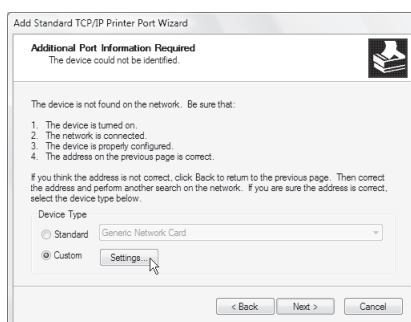 Add Standard TCP/IP Printer Port Wizard
Additional Port Information Required
The device could not be identified.
The device is not found on the network. Be sure that:
1. The device is turned on.
2. The network is connected.
3. The device is properly configured.
4. The address on the previous page is correct.
If you think the address is not correct, click Back to return to the previous page. Then correct
the address and perform another search on the network. If you are sure the address is correct,
select the device type below.
Device Type
Standard Generic Network Card
Custom Settings...
< Back Next > Cancel